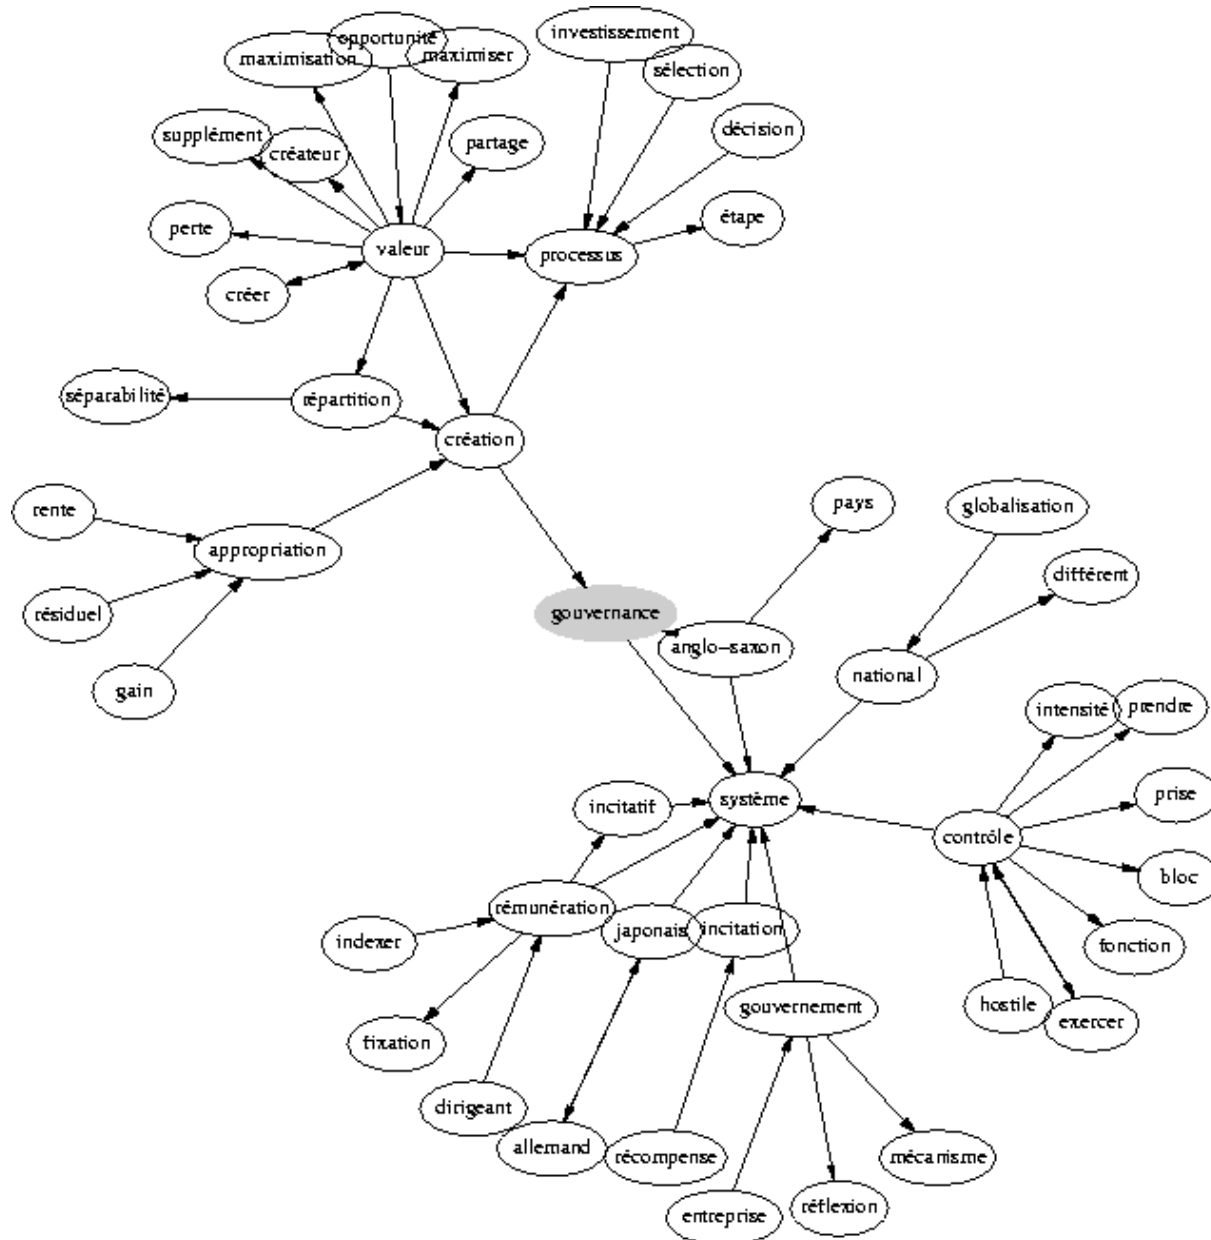 investissement
opportunité
maximiser
maximisation
sélection
décision
supplément
créateur
partage
étape
perte
valeur
processus
créer
séparabilité
répartition
création
rente
pays
globalisation
appropriation
différent
résiduel
gouvernance
anglo-saxon
national
gain
intensité
prendre
prise
système
incitatif
contrôle
bloc
rémunération
japonais
incitation
indexer
fonction
gouvernement
hostile
exercer
fixation
dirigeant
allemand
récompense
mécanisme
entreprise
réflexion